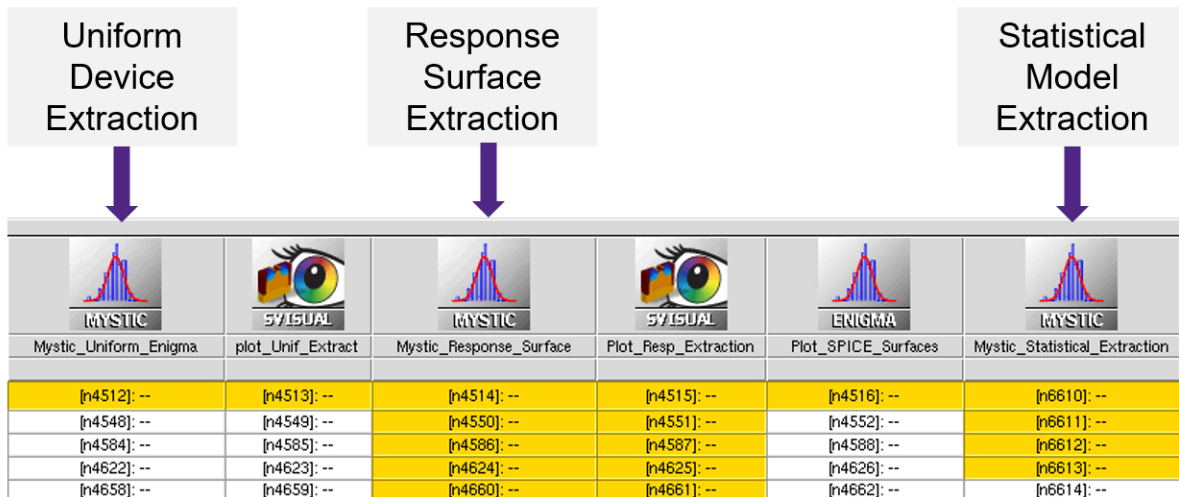 Uniform
Device
Extraction
Response
Surface
Extraction
Statistical
Model
Extraction
MYSTIC SVISUAL MYSTIC SVISUAL ENIGMA MYSTIC
Mystic_Uniform_Enigma plot_Unif_Extract Mystic_Response_Surface Plot_Resp_Extraction Plot_SPICE_Surfaces Mystic_Statistical_Extraction
[n4512]: -- [n4513]: -- [n4514]: -- [n4515]: -- [n4516]: -- [n6610]: --
[n4548]: -- [n4549]: -- [n4550]: -- [n4551]: -- [n4552]: -- [n6611]: --
[n4584]: -- [n4585]: -- [n4586]: -- [n4587]: -- [n4588]: -- [n6612]: --
[n4622]: -- [n4623]: -- [n4624]: -- [n4625]: -- [n4626]: -- [n6613]: --
[n4658]: -- [n4659]: -- [n4660]: -- [n4661]: -- [n4662]: -- [n6614]: --